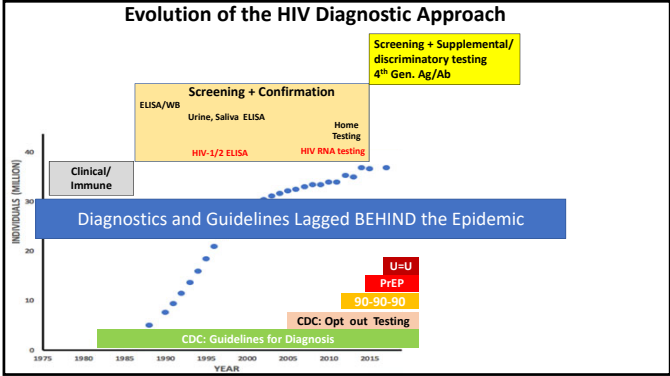 Evolution of the HIV Diagnostic Approach
Screening + Supplemental/
discriminatory testing
4th Gen. Ag/Ab
Screening + Confirmation
ELISA/WB
Urine, Saliva ELISA
Home
Testing
HIV-1/2 ELISA
HIV RNA testing
Clinical/
Immune
Diagnostics and Guidelines Lagged BEHIND the Epidemic
U=U
PrEP
90-90-90
CDC: Opt out Testing
CDC: Guidelines for Diagnosis
INDIVIDUALS (MILLION)
40
30
20
10
0
1975 1980 1985 1990 1995 2000 2005 2010 2015
YEAR